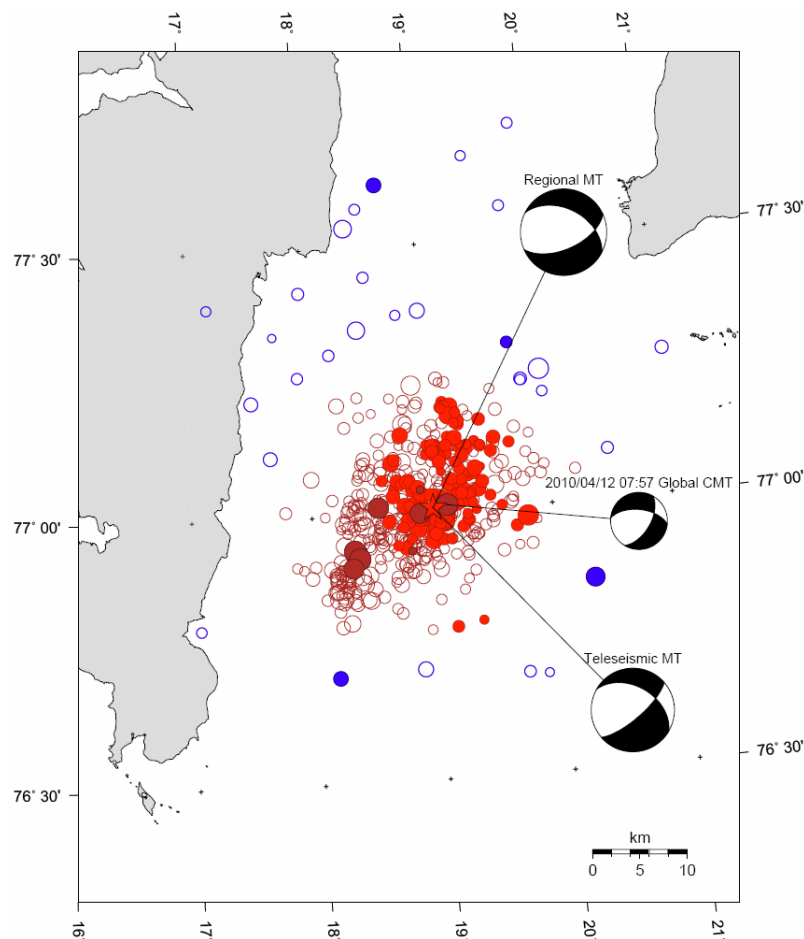 17° 18° 19° 20° 21°
Regional MT
77° 30'
77° 30'
2010/04/12 07:57 Global CMT
77° 00'
77° 00'
Teleseismic MT
76° 30'
76° 30'
km
0 5 10
16° 17° 18° 19° 20° 21°